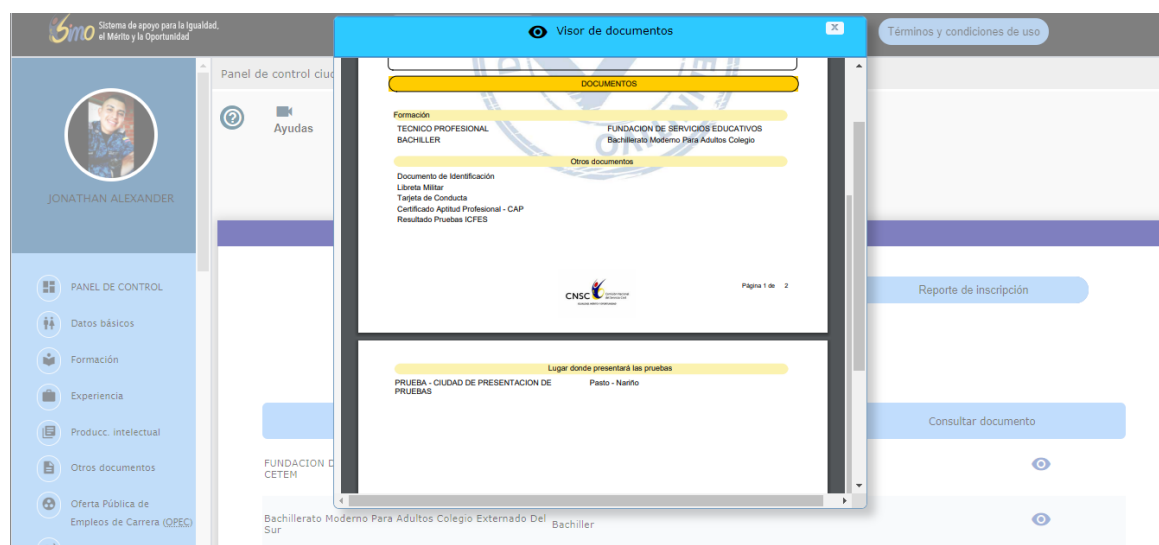 Simo Sistema de apoyo para la Igualdad,
el Mérito y la Oportunidad
Visor de documentos
x
Términos y condiciones de uso
Panel de control ciu
Ayudas
JONATHAN ALEXANDER
PANEL DE CONTROL
Datos básicos
Formación
Experiencia
Producc. intelectual
Otros documentos
Oferta Pública de
Empleos de Carrera (OPEC)
DOCUMENTOS
Formación
TECNICO PROFESIONAL FUNDACION DE SERVICIOS EDUCATIVOS
BACHILLER Bachillerato Moderno Para Adultos Colegio
Otros documentos
Documento de Identificación
Libreta Militar
Tarjeta de Conducta
Certificado Aptitud Profesional - CAP
Resultado Pruebas ICFES
CNSC
Página 1 de 2
Lugar donde presentará las pruebas
PRUEBA - CIUDAD DE PRESENTACION DE Pasto - Nariño
PRUEBAS
Reporte de inscripción
Consultar documento
FUNDACION D
CETEM
Bachillerato Moderno Para Adultos Colegio Externado Del
Sur
Bachiller